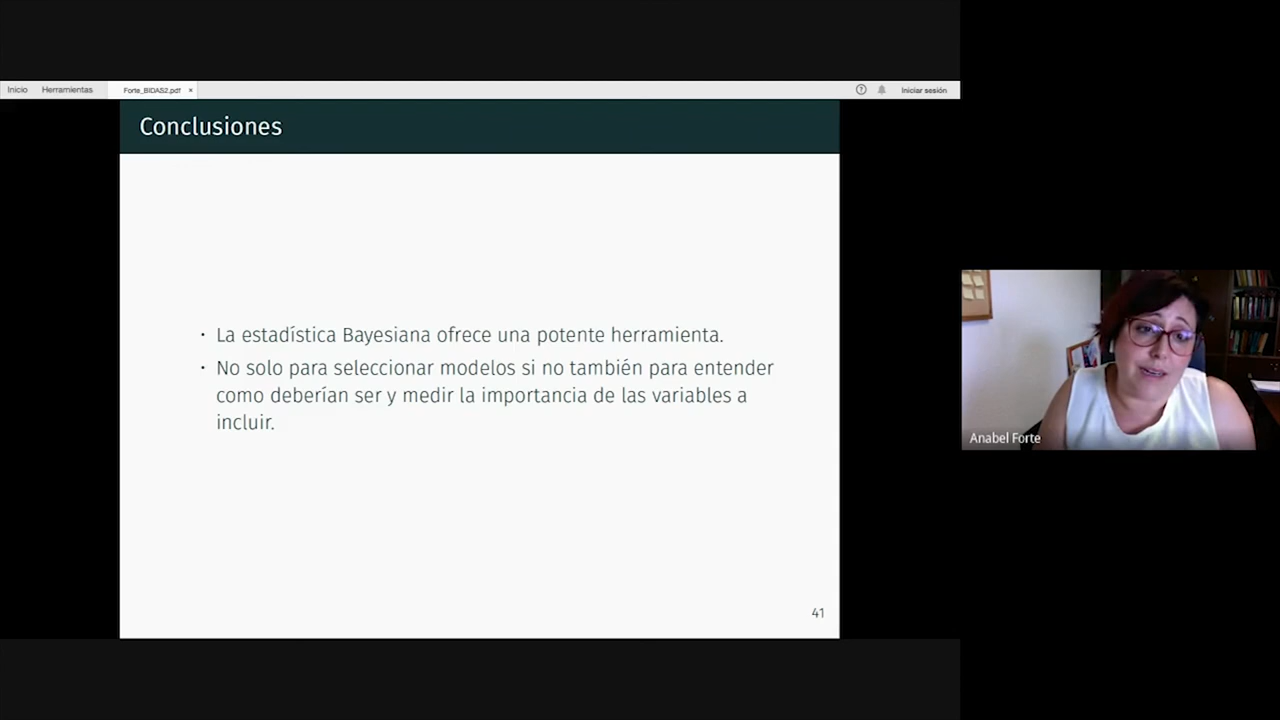 Inicio Herramientas Forte_BIDAS2.pdf × ? Iniciar sesión
Conclusiones
• La estadística Bayesiana ofrece una potente herramienta.
• No solo para seleccionar modelos si no también para entender
como deberían ser y medir la importancia de las variables a
incluir.
41
Anabel Forte